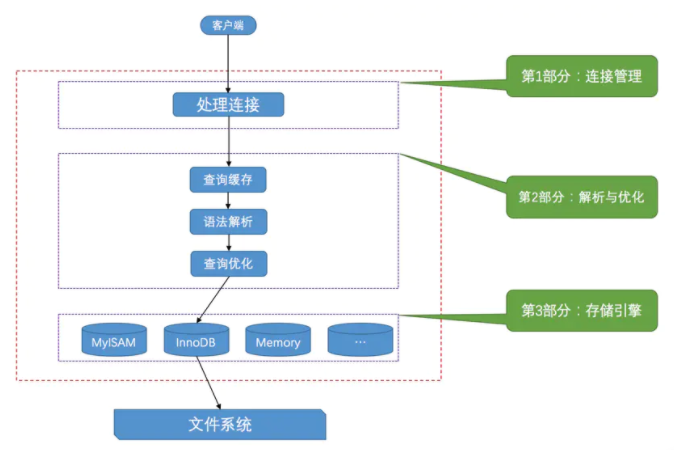 客户端
第1部分：连接管理
处理连接
查询缓存
第2部分：解析与优化
语法解析
查询优化
第3部分：存储引擎
MyISAM
InnoDB
Memory
…
文件系统